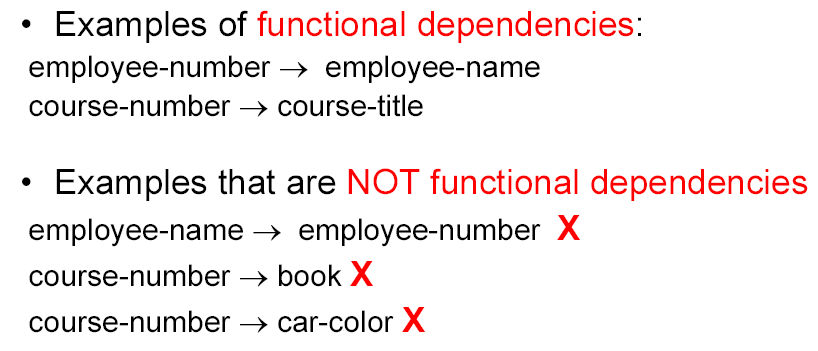 • Examples of functional dependencies:
employee-number → employee-name
course-number → course-title
• Examples that are NOT functional dependencies
employee-name → employee-number X
course-number → book X
course-number → car-color X